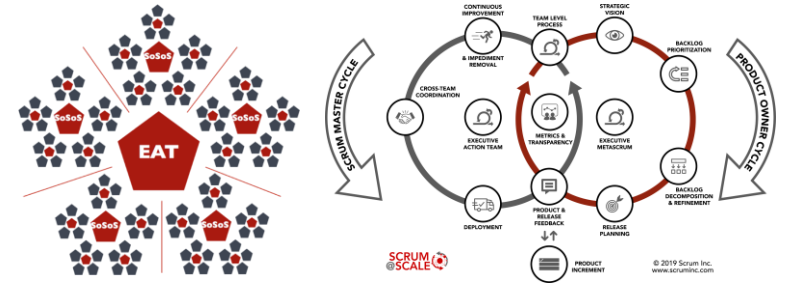 SoSoS
SoSoS
SoSoS
EAT
SoSoS
SoSoS
CONTINUOUS
IMPROVEMENT
& IMPEDIMENT
REMOVAL
TEAM LEVEL
PROCESS
STRATEGIC
VISION
BACKLOG
PRIORITIZATION
SCRUM MASTER CYCLE
CROSS-TEAM
COORDINATION
EXECUTIVE
ACTION TEAM
METRICS &
TRANSPARENCY
EXECUTIVE
METASCRUM
PRODUCT OWNER CYCLE
DEPLOYMENT
PRODUCT &
RELEASE
FEEDBACK
RELEASE
PLANNING
BACKLOG
DECOMPOSITION
& REFINEMENT
SCRUM
@SCALE
PRODUCT
INCREMENT
© 2019 Scrum Inc.
www.scruminc.com